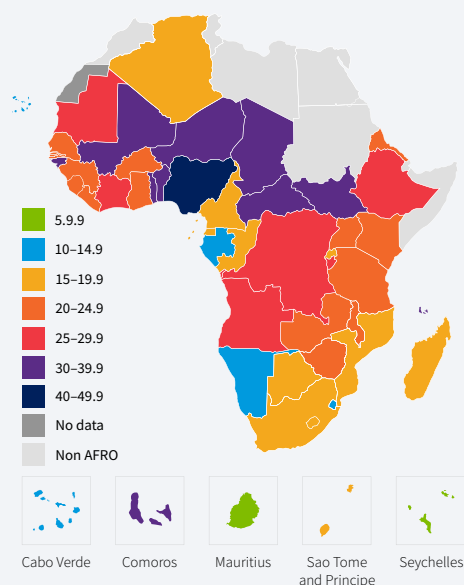 5.9.9
10–14.9
15–19.9
20–24.9
25–29.9
30–39.9
40–49.9
No data
Non AFRO
Cabo Verde
Comoros
Mauritius
Sao Tome
and Principe
Seychelles